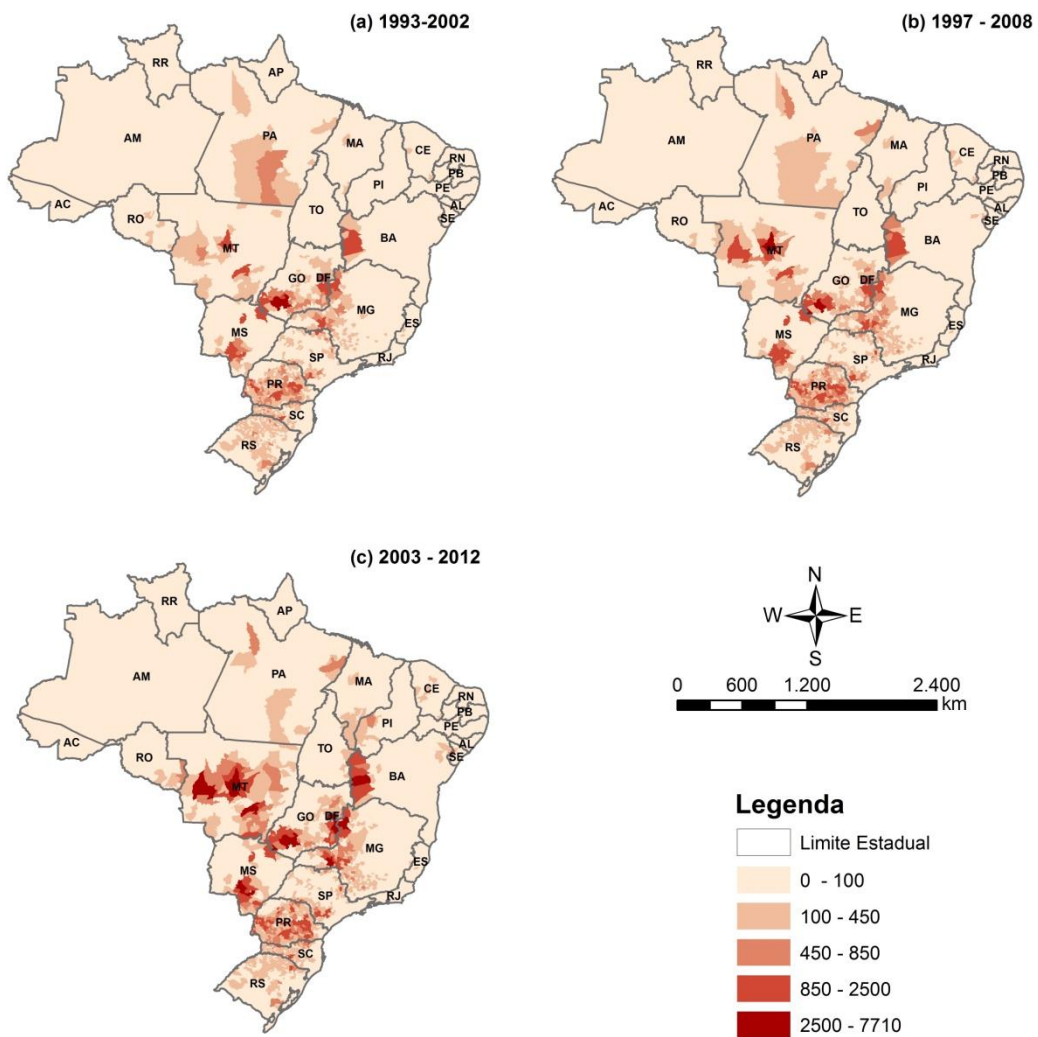 (a) 1993-2002
RR
AP
AM
PA
MA
CE
RN
PB
PE
AL
SE
PI
AC
RO
TO
BA
MT
GO
DF
MG
ES
MS
SP
RJ
PR
SC
RS
(b) 1997 - 2008
RR
AP
AM
PA
MA
CE
RN
PB
PE
AL
SE
PI
AC
RO
TO
BA
MT
GO
DF
MG
ES
MS
SP
RJ
PR
SC
RS
(c) 2003 - 2012
RR
AP
AM
PA
MA
CE
RN
PB
PE
AL
SE
PI
AC
RO
TO
BA
MT
GO
DF
MG
ES
MS
SP
RJ
PR
SC
RS
N
W E
S
0 600 1.200 2.400
km
Legenda
Limite Estadual
0 - 100
100 - 450
450 - 850
850 - 2500
2500 - 7710